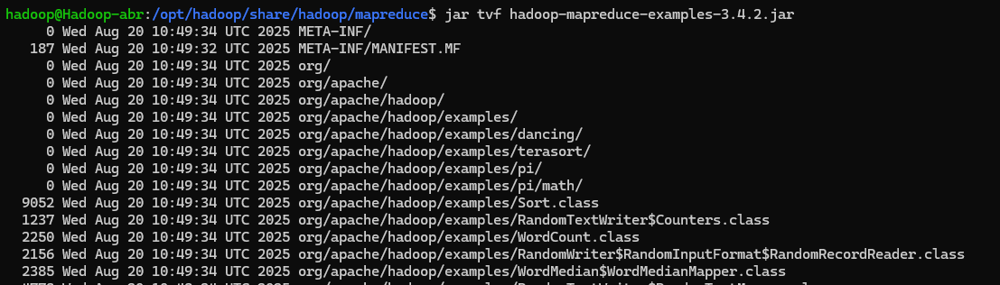 hadoop@Hadoop-abr:/opt/hadoop/share/hadoop/mapreduce$ jar tvf hadoop-mapreduce-examples-3.4.2.jar
0 Wed Aug 20 10:49:34 UTC 2025 META-INF/
187 Wed Aug 20 10:49:32 UTC 2025 META-INF/MANIFEST.MF
0 Wed Aug 20 10:49:34 UTC 2025 org/
0 Wed Aug 20 10:49:34 UTC 2025 org/apache/
0 Wed Aug 20 10:49:34 UTC 2025 org/apache/hadoop/
0 Wed Aug 20 10:49:34 UTC 2025 org/apache/hadoop/examples/
0 Wed Aug 20 10:49:34 UTC 2025 org/apache/hadoop/examples/dancing/
0 Wed Aug 20 10:49:34 UTC 2025 org/apache/hadoop/examples/terasort/
0 Wed Aug 20 10:49:34 UTC 2025 org/apache/hadoop/examples/pi/
0 Wed Aug 20 10:49:34 UTC 2025 org/apache/hadoop/examples/pi/math/
9052 Wed Aug 20 10:49:34 UTC 2025 org/apache/hadoop/examples/Sort.class
1237 Wed Aug 20 10:49:34 UTC 2025 org/apache/hadoop/examples/RandomTextWriter$Counters.class
2250 Wed Aug 20 10:49:34 UTC 2025 org/apache/hadoop/examples/WordCount.class
2156 Wed Aug 20 10:49:34 UTC 2025 org/apache/hadoop/examples/RandomWriter$RandomInputFormat$RandomRecordReader.class
2385 Wed Aug 20 10:49:34 UTC 2025 org/apache/hadoop/examples/WordMedian$WordMedianMapper.class